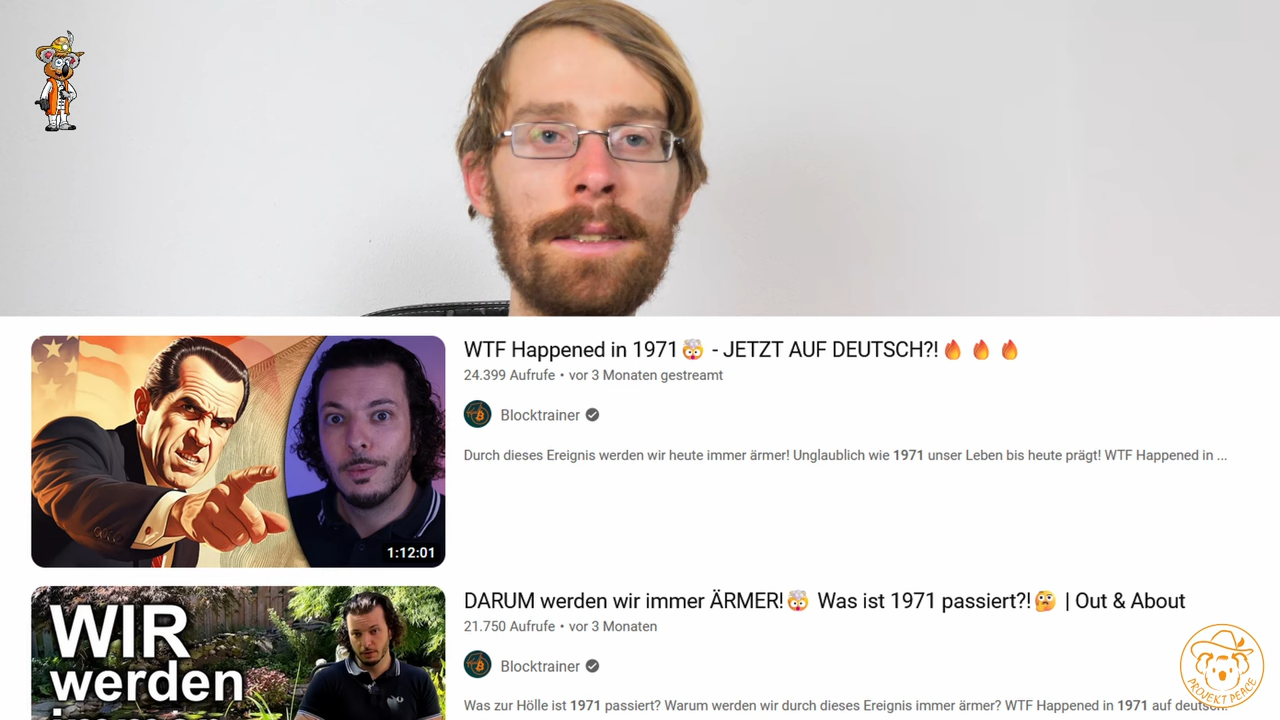 WTF Happened in 1971🤯 - JETZT AUF DEUTSCH?!🔥 🔥 🔥
24.399 Aufrufe • vor 3 Monaten gestreamt
Blocktrainer
Durch dieses Ereignis werden wir heute immer ärmer! Unglaublich wie 1971 unser Leben bis heute prägt! WTF Happened in ...
1:12:01
DARUM werden wir immer ÄRMER!🤯 Was ist 1971 passiert?!🤔 | Out & About
21.750 Aufrufe • vor 3 Monaten
WIR
werden
Blocktrainer
PROJEKT PEACE
Was zur Hölle ist 1971 passiert? Warum werden wir durch dieses Ereignis immer ärmer? WTF Happened in 1971 auf deutsch.